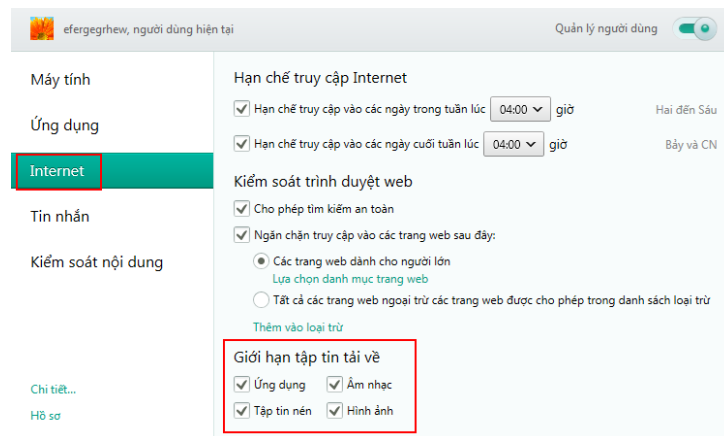 efergegrhew, người dùng hiện tại
Quản lý người dùng
Máy tính
Ứng dụng
Internet
Tin nhắn
Kiểm soát nội dung
Chi tiết...
Hồ sơ
Hạn chế truy cập Internet
Hạn chế truy cập vào các ngày trong tuần lúc 04:00 giờ Hai đến Sáu
Hạn chế truy cập vào các ngày cuối tuần lúc 04:00 giờ Bảy và CN
Kiểm soát trình duyệt web
Cho phép tìm kiếm an toàn
Ngăn chặn truy cập vào các trang web sau đây:
Các trang web dành cho người lớn
Lựa chọn danh mục trang web
Tất cả các trang web ngoại trừ các trang web được cho phép trong danh sách loại trừ
Thêm vào loại trừ
Giới hạn tập tin tải về
Ứng dụng Âm nhạc
Tập tin nén Hình ảnh